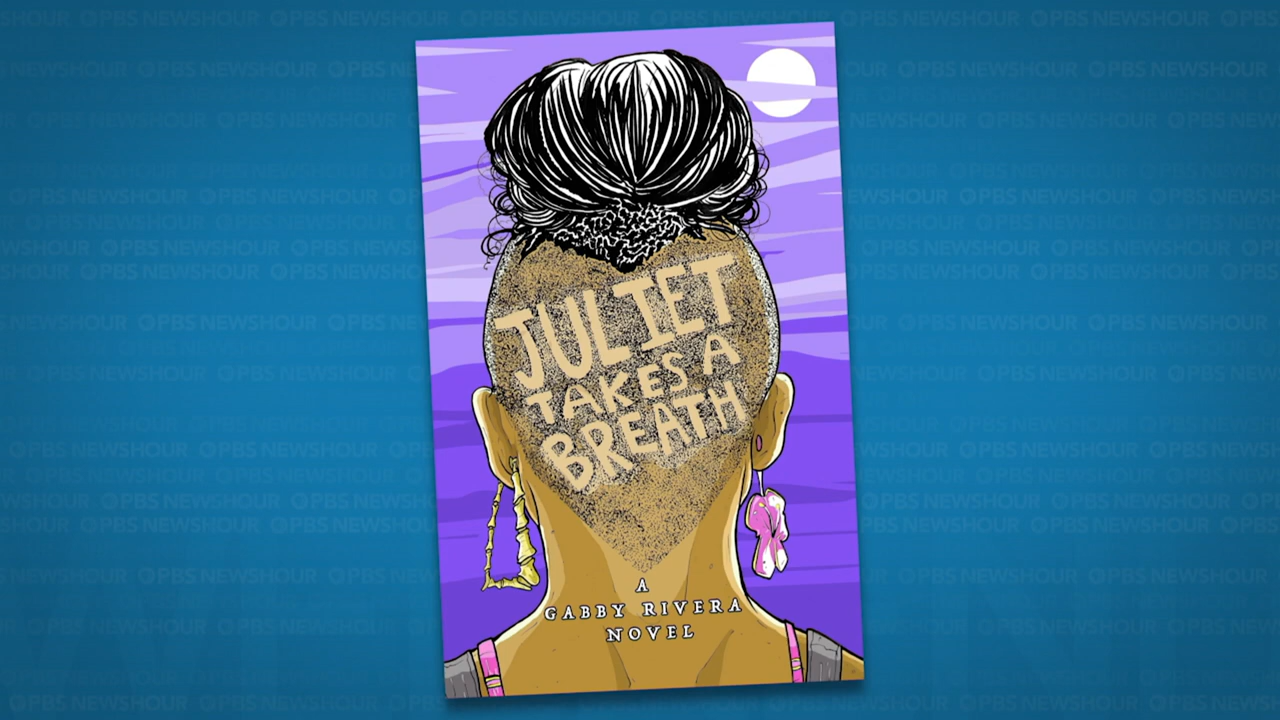 JULIET
TAKES A
BREATH
A
GABBY RIVERA
NOVEL
PBS NEWSHOUR